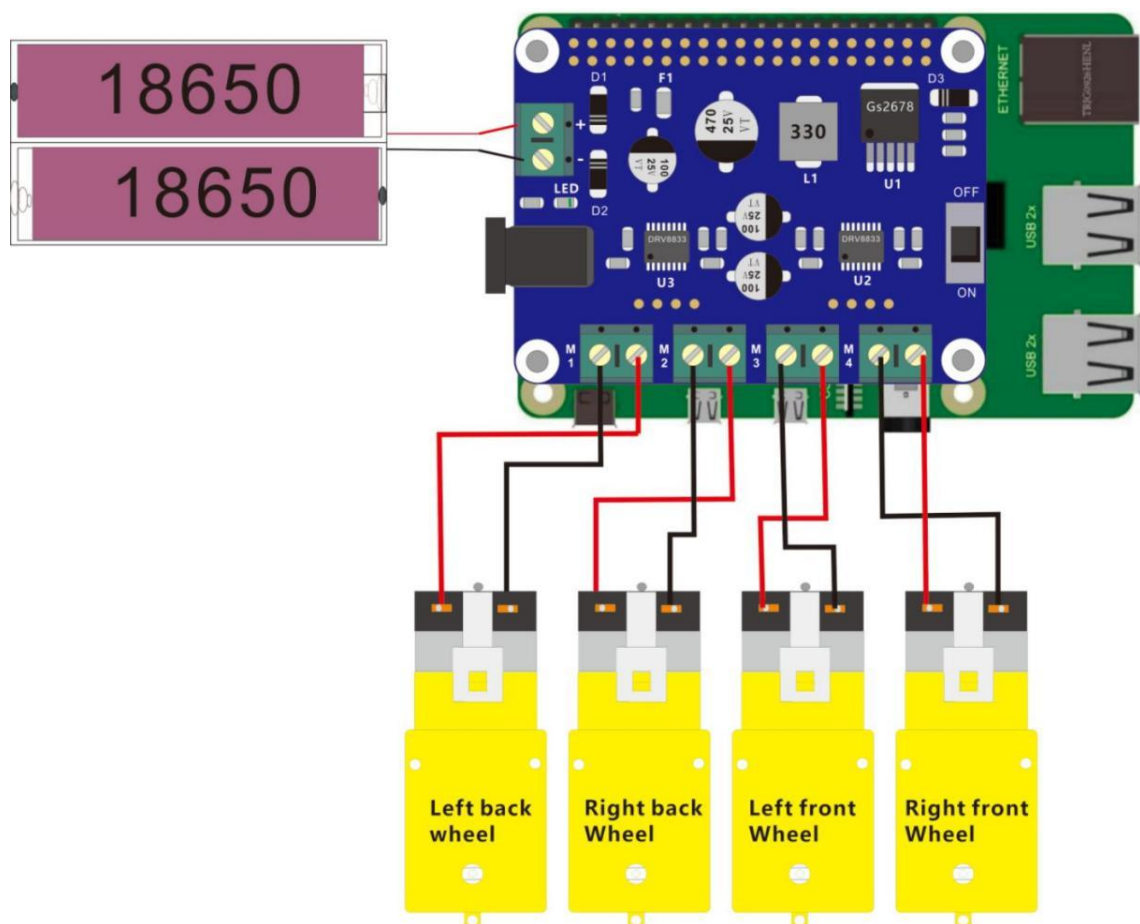 18650
18650
+
-
LED
D1
D2
F1
470
25V
VT
100
25V
VT
330
L1
Gs2678
U1
D3
OFF
ON
DRV8833
U3
100
25V
VT
100
25V
VT
DRV8833
U2
M
1
M
2
M
3
M
4
ETHERNET
USB 2x
USB 2x
Left back
wheel
Right back
Wheel
Left front
Wheel
Right front
Wheel